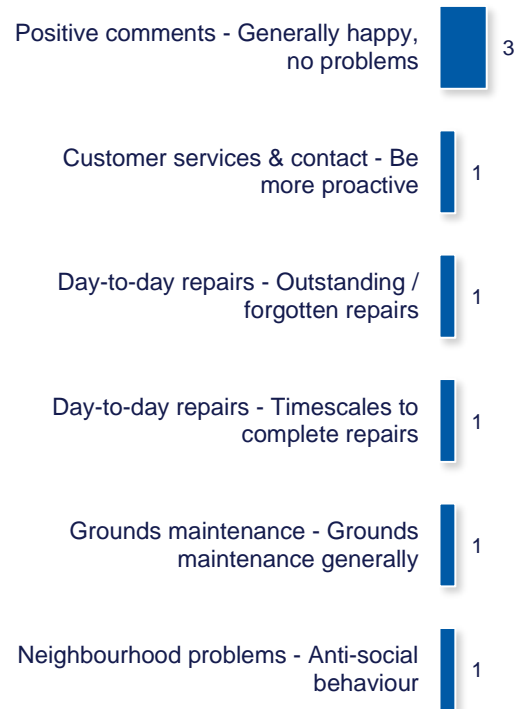 Positive comments - Generally happy,
no problems
3
Customer services & contact - Be
more proactive
1
Day-to-day repairs - Outstanding /
forgotten repairs
1
Day-to-day repairs - Timescales to
complete repairs
1
Grounds maintenance - Grounds
maintenance generally
1
Neighbourhood problems - Anti-social
behaviour
1